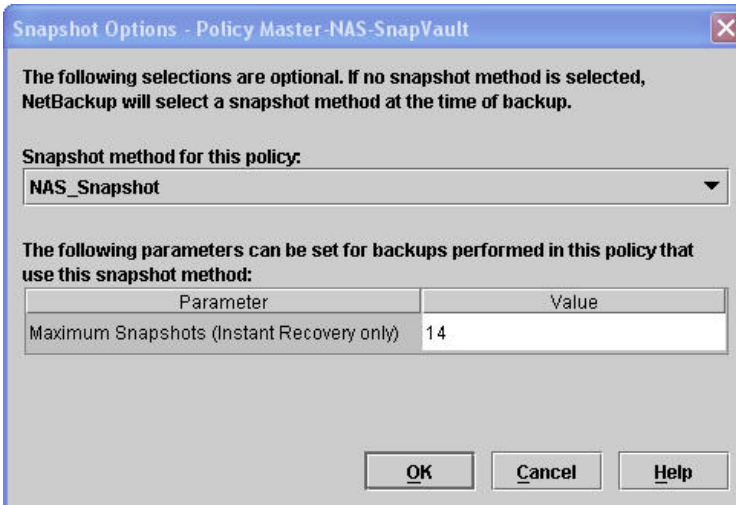 Snapshot Options - Policy Master-NAS-SnapVault
The following selections are optional. If no snapshot method is selected,
NetBackup will select a snapshot method at the time of backup.
Snapshot method for this policy:
NAS_Snapshot
The following parameters can be set for backups performed in this policy that
use this snapshot method:
Parameter Value
Maximum Snapshots (Instant Recovery only) 14
OK Cancel Help